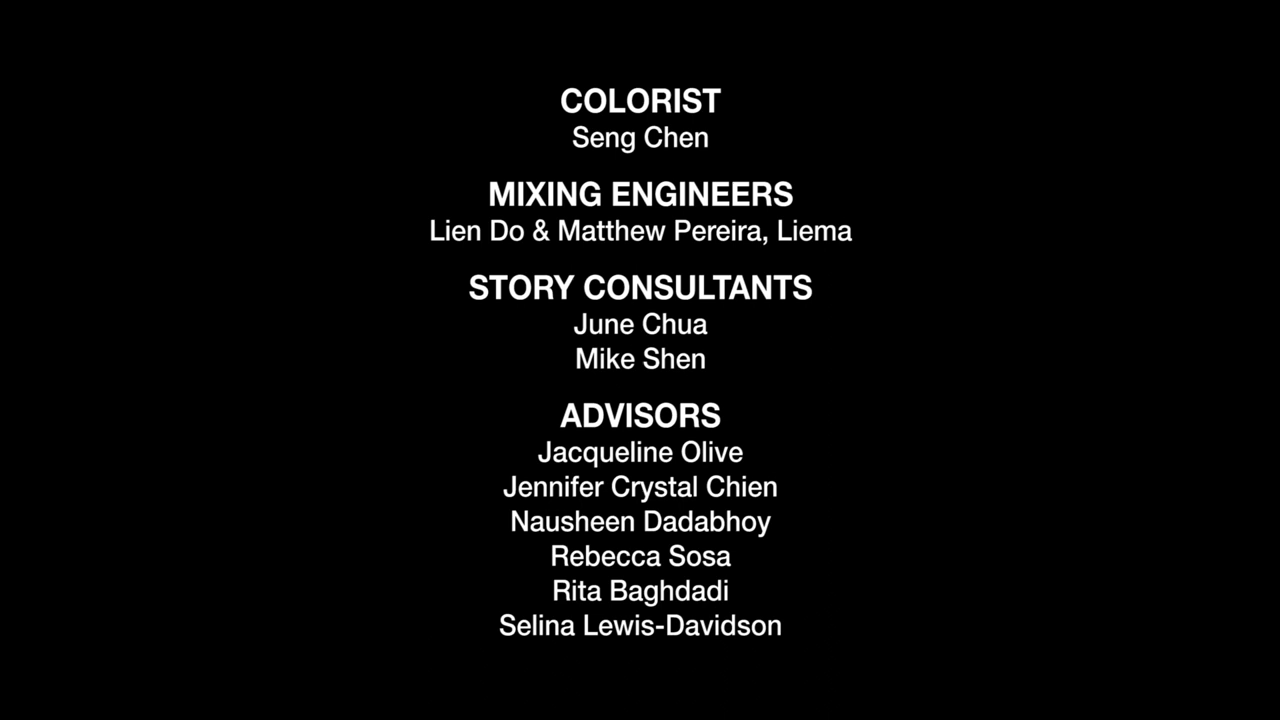 COLORIST
Seng Chen
MIXING ENGINEERS
Lien Do & Matthew Pereira, Liema
STORY CONSULTANTS
June Chua
Mike Shen
ADVISORS
Jacqueline Olive
Jennifer Crystal Chien
Nausheen Dadabhoy
Rebecca Sosa
Rita Baghdadi
Selina Lewis-Davidson